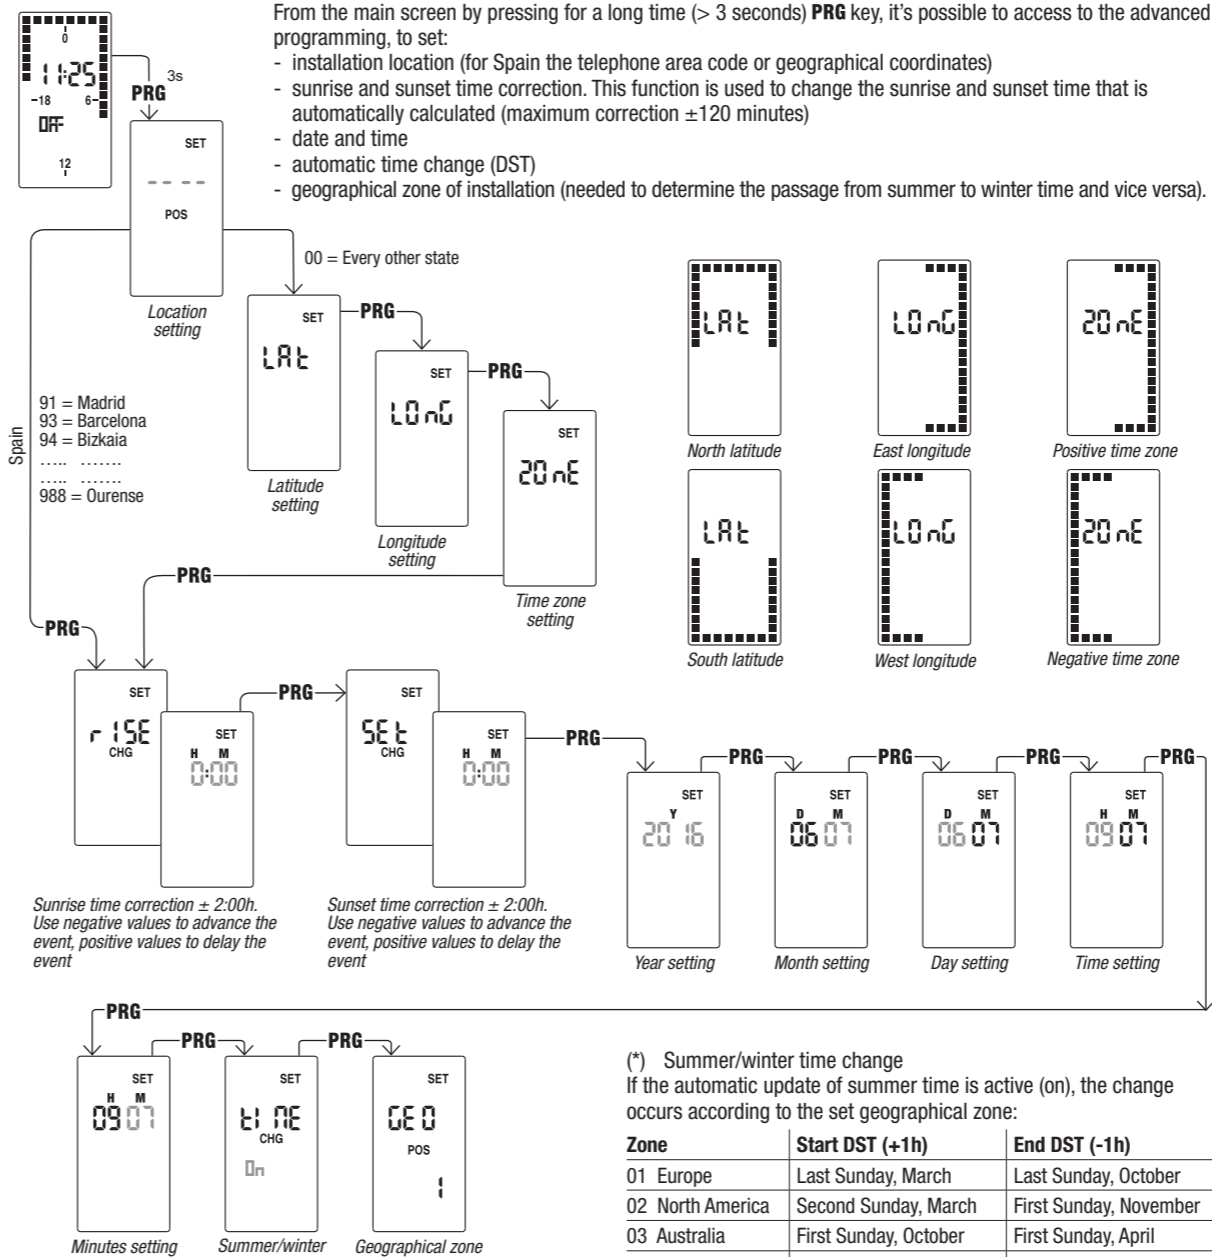 From the main screen by pressing for a long time (> 3 seconds) PRG key, it's possible to access to the advanced
programming, to set:
- installation location (for Spain the telephone area code or geographical coordinates)
- sunrise and sunset time correction. This function is used to change the sunrise and sunset time that is
automatically calculated (maximum correction ±120 minutes)
- date and time
- automatic time change (DST)
- geographical zone of installation (needed to determine the passage from summer to winter time and vice versa).
0
11:25
-18 6-
OFF
12
3s
PRG
SET
- - - -
POS
Location
setting
00 = Every other state
SET
LAt
Latitude
setting
PRG
SET
LOnG
Longitude
setting
PRG
SET
ZOnE
Time zone
setting
Spain
91 = Madrid
93 = Barcelona
94 = Bizkaia
..... .......
..... .......
988 = Ourense
LAt
North latitude
LOnG
East longitude
ZOnE
Positive time zone
LAt
South latitude
LOnG
West longitude
ZOnE
Negative time zone
PRG
PRG
SET
rISE
CHG
SET
H M
0:00
Sunrise time correction ± 2:00h.
Use negative values to advance the
event, positive values to delay the
event
PRG
SET
SEt
CHG
SET
H M
0:00
Sunset time correction ± 2:00h.
Use negative values to advance the
event, positive values to delay the
event
PRG
SET
Y
2016
Year setting
PRG
SET
D M
06 07
Month setting
PRG
SET
D M
06 07
Day setting
PRG
SET
H M
09 07
Time setting
PRG
PRG
SET
H M
09 07
Minutes setting
PRG
SET
tIME
CHG
On
Summer/winter
PRG
SET
GEO
POS
1
Geographical zone
(*) Summer/winter time change
If the automatic update of summer time is active (on), the change
occurs according to the set geographical zone:
Zone Start DST (+1h) End DST (-1h)
01 Europe Last Sunday, March Last Sunday, October
02 North America Second Sunday, March First Sunday, November
03 Australia First Sunday, October First Sunday, April